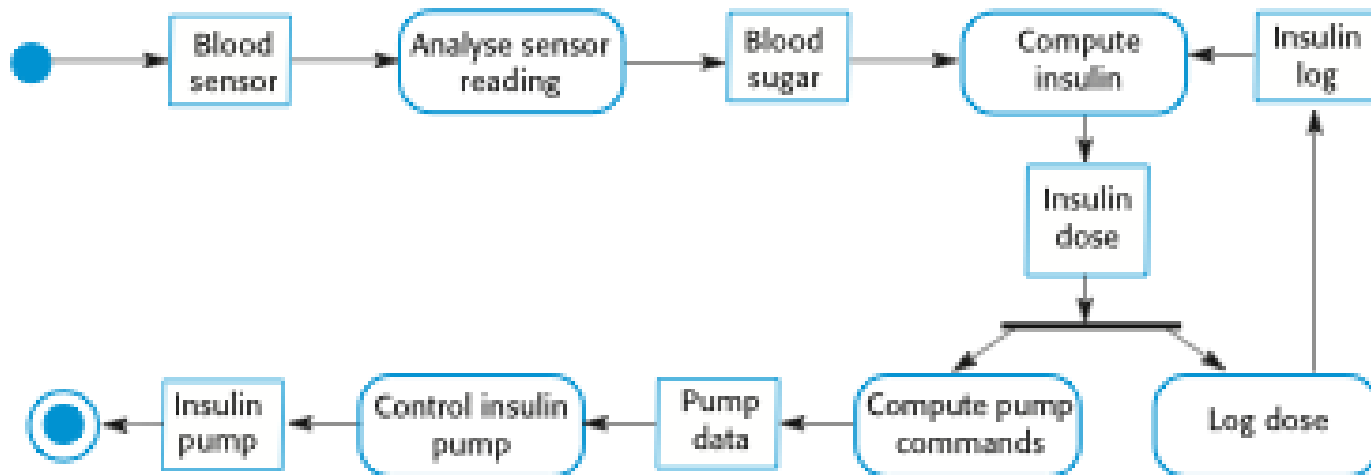 Blood
sensor
Analyse sensor
reading
Blood
sugar
Compute
insulin
Insulin
log
Insulin
dose
Insulin
pump
Control insulin
pump
Pump
data
Compute pump
commands
Log dose